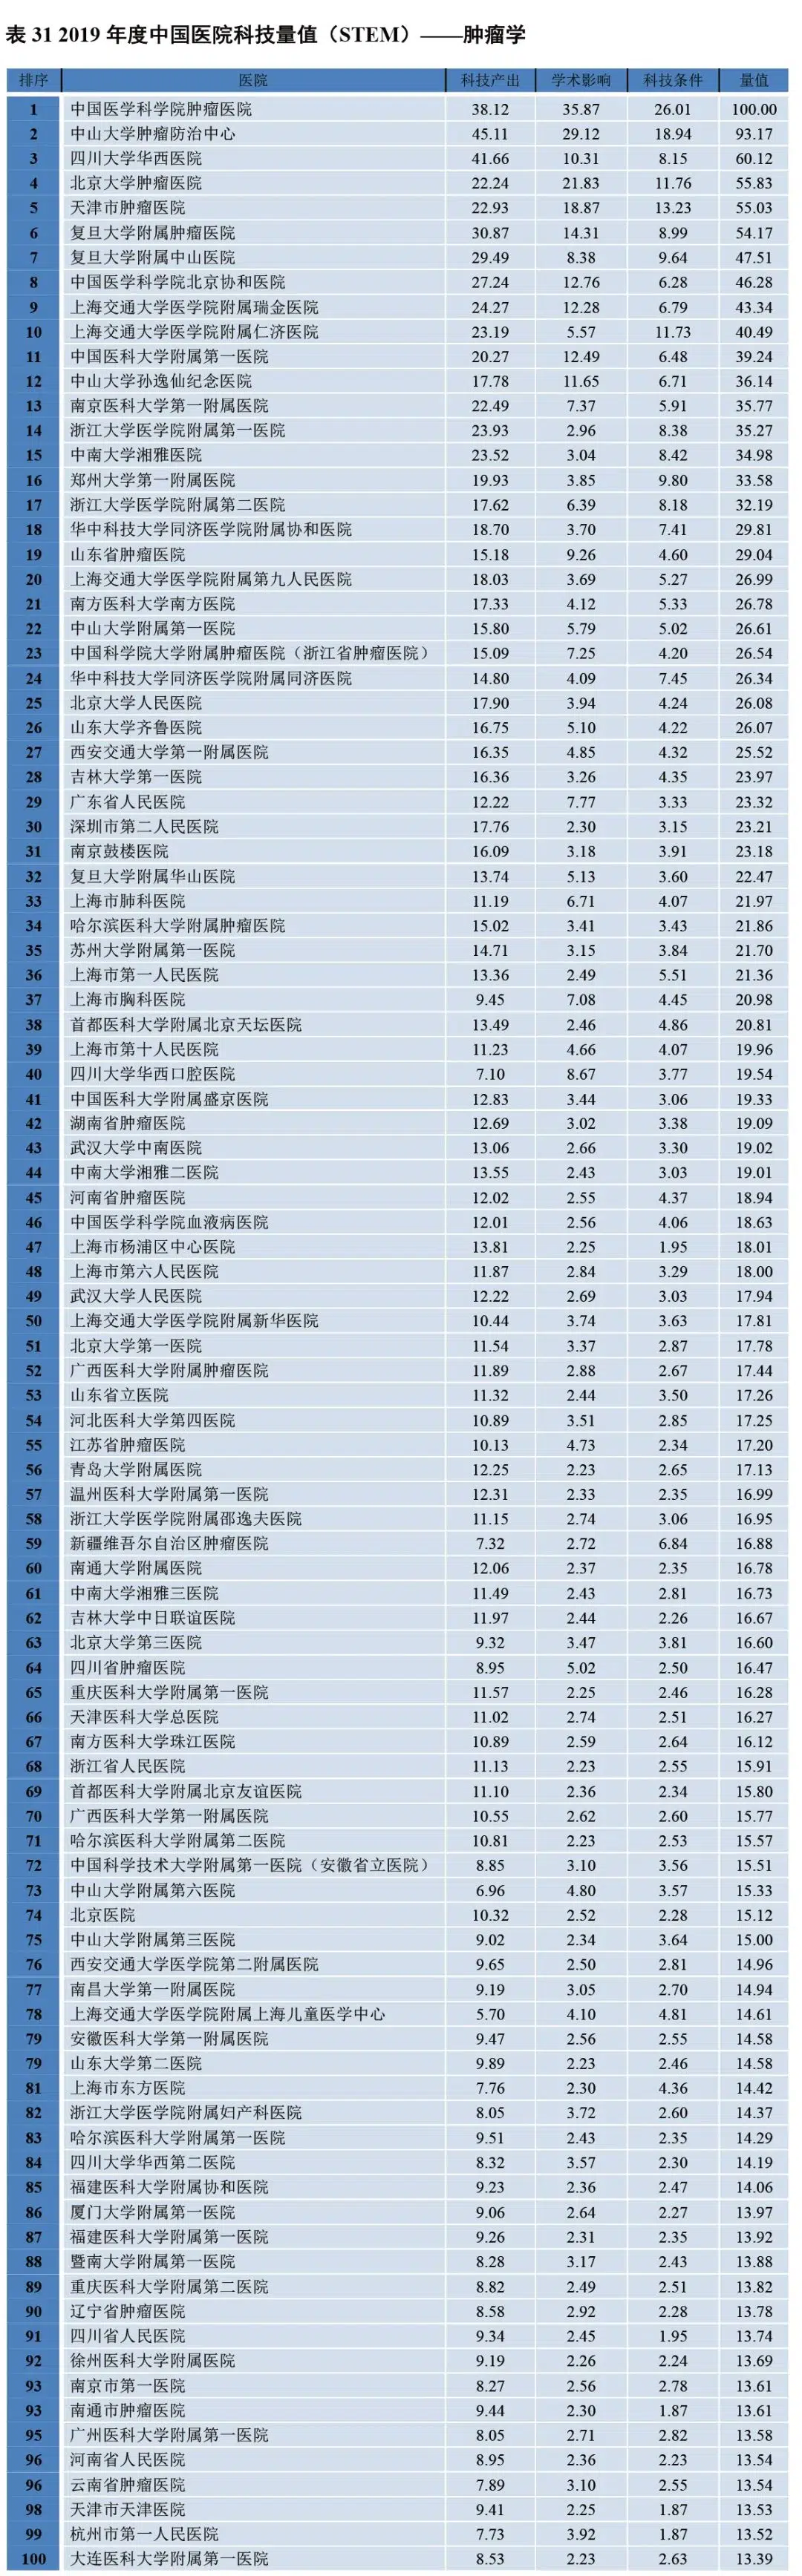 表 31 2019 年度中国医院科技量值（STEM）——肿瘤学
排序 医院 科技产出 学术影响 科技条件 量值
1 中国医学科学院肿瘤医院 38.12 35.87 26.01 100.00
2 中山大学肿瘤防治中心 45.11 29.12 18.94 93.17
3 四川大学华西医院 41.66 10.31 8.15 60.12
4 北京大学肿瘤医院 22.24 21.83 11.76 55.83
5 天津市肿瘤医院 22.93 18.87 13.23 55.03
6 复旦大学附属肿瘤医院 30.87 14.31 8.99 54.17
7 复旦大学附属中山医院 29.49 8.38 9.64 47.51
8 中国医学科学院北京协和医院 27.24 12.76 6.28 46.28
9 上海交通大学医学院附属瑞金医院 24.27 12.28 6.79 43.34
10 上海交通大学医学院附属仁济医院 23.19 5.57 11.73 40.49
11 中国医科大学附属第一医院 20.27 12.49 6.48 39.24
12 中山大学孙逸仙纪念医院 17.78 11.65 6.71 36.14
13 南京医科大学第一附属医院 22.49 7.37 5.91 35.77
14 浙江大学医学院附属第一医院 23.93 2.96 8.38 35.27
15 中南大学湘雅医院 23.52 3.04 8.42 34.98
16 郑州大学第一附属医院 19.93 3.85 9.80 33.58
17 浙江大学医学院附属第二医院 17.62 6.39 8.18 32.19
18 华中科技大学同济医学院附属协和医院 18.70 3.70 7.41 29.81
19 山东省肿瘤医院 15.18 9.26 4.60 29.04
20 上海交通大学医学院附属第九人民医院 18.03 3.69 5.27 26.99
21 南方医科大学南方医院 17.33 4.12 5.33 26.78
22 中山大学附属第一医院 15.80 5.79 5.02 26.61
23 中国科学院大学附属肿瘤医院（浙江省肿瘤医院） 15.09 7.25 4.20 26.54
24 华中科技大学同济医学院附属同济医院 14.80 4.09 7.45 26.34
25 北京大学人民医院 17.90 3.94 4.24 26.08
26 山东大学齐鲁医院 16.75 5.10 4.22 26.07
27 西安交通大学第一附属医院 16.35 4.85 4.32 25.52
28 吉林大学第一医院 16.36 3.26 4.35 23.97
29 广东省人民医院 12.22 7.77 3.33 23.32
30 深圳市第二人民医院 17.76 2.30 3.15 23.21
31 南京鼓楼医院 16.09 3.18 3.91 23.18
32 复旦大学附属华山医院 13.74 5.13 3.60 22.47
33 上海市肺科医院 11.19 6.71 4.07 21.97
34 哈尔滨医科大学附属肿瘤医院 15.02 3.41 3.43 21.86
35 苏州大学附属第一医院 14.71 3.15 3.84 21.70
36 上海市第一人民医院 13.36 2.49 5.51 21.36
37 上海市胸科医院 9.45 7.08 4.45 20.98
38 首都医科大学附属北京天坛医院 13.49 2.46 4.86 20.81
39 上海市第十人民医院 11.23 4.66 4.07 19.96
40 四川大学华西口腔医院 7.10 8.67 3.77 19.54
41 中国医科大学附属盛京医院 12.83 3.44 3.06 19.33
42 湖南省肿瘤医院 12.69 3.02 3.38 19.09
43 武汉大学中南医院 13.06 2.66 3.30 19.02
44 中南大学湘雅二医院 13.55 2.43 3.03 19.01
45 河南省肿瘤医院 12.02 2.55 4.37 18.94
46 中国医学科学院血液病医院 12.01 2.56 4.06 18.63
47 上海市杨浦区中心医院 13.81 2.25 1.95 18.01
48 上海市第六人民医院 11.87 2.84 3.29 18.00
49 武汉大学人民医院 12.22 2.69 3.03 17.94
50 上海交通大学医学院附属新华医院 10.44 3.74 3.63 17.81
51 北京大学第一医院 11.54 3.37 2.87 17.78
52 广西医科大学附属肿瘤医院 11.89 2.88 2.67 17.44
53 山东省立医院 11.32 2.44 3.50 17.26
54 河北医科大学第四医院 10.89 3.51 2.85 17.25
55 江苏省肿瘤医院 10.13 4.73 2.34 17.20
56 青岛大学附属医院 12.25 2.23 2.65 17.13
57 温州医科大学附属第一医院 12.31 2.33 2.35 16.99
58 浙江大学医学院附属邵逸夫医院 11.15 2.74 3.06 16.95
59 新疆维吾尔自治区肿瘤医院 7.32 2.72 6.84 16.88
60 南通大学附属医院 12.06 2.37 2.35 16.78
61 中南大学湘雅三医院 11.49 2.43 2.81 16.73
62 吉林大学中日联谊医院 11.97 2.44 2.26 16.67
63 北京大学第三医院 9.32 3.47 3.81 16.60
64 四川省肿瘤医院 8.95 5.02 2.50 16.47
65 重庆医科大学附属第一医院 11.57 2.25 2.46 16.28
66 天津医科大学总医院 11.02 2.74 2.51 16.27
67 南方医科大学珠江医院 10.89 2.59 2.64 16.12
68 浙江省人民医院 11.13 2.23 2.55 15.91
69 首都医科大学附属北京友谊医院 11.10 2.36 2.34 15.80
70 广西医科大学第一附属医院 10.55 2.62 2.60 15.77
71 哈尔滨医科大学附属第二医院 10.81 2.23 2.53 15.57
72 中国科学技术大学附属第一医院（安徽省立医院） 8.85 3.10 3.56 15.51
73 中山大学附属第六医院 6.96 4.80 3.57 15.33
74 北京医院 10.32 2.52 2.28 15.12
75 中山大学附属第三医院 9.02 2.34 3.64 15.00
76 西安交通大学医学院第二附属医院 9.65 2.50 2.81 14.96
77 南昌大学第一附属医院 9.19 3.05 2.70 14.94
78 上海交通大学医学院附属上海儿童医学中心 5.70 4.10 4.81 14.61
79 安徽医科大学第一附属医院 9.47 2.56 2.55 14.58
79 山东大学第二医院 9.89 2.23 2.46 14.58
81 上海市东方医院 7.76 2.30 4.36 14.42
82 浙江大学医学院附属妇产科医院 8.05 3.72 2.60 14.37
83 哈尔滨医科大学附属第一医院 9.51 2.43 2.35 14.29
84 四川大学华西第二医院 8.32 3.57 2.30 14.19
85 福建医科大学附属协和医院 9.23 2.36 2.47 14.06
86 厦门大学附属第一医院 9.06 2.64 2.27 13.97
87 福建医科大学附属第一医院 9.26 2.31 2.35 13.92
88 暨南大学附属第一医院 8.28 3.17 2.43 13.88
89 重庆医科大学附属第二医院 8.82 2.49 2.51 13.82
90 辽宁省肿瘤医院 8.58 2.92 2.28 13.78
91 四川省人民医院 9.34 2.45 1.95 13.74
92 徐州医科大学附属医院 9.19 2.26 2.24 13.69
93 南京市第一医院 8.27 2.56 2.78 13.61
93 南通市肿瘤医院 9.44 2.30 1.87 13.61
95 广州医科大学附属第一医院 8.05 2.71 2.82 13.58
96 河南省人民医院 8.95 2.36 2.23 13.54
96 云南省肿瘤医院 7.89 3.10 2.55 13.54
98 天津市天津医院 9.41 2.25 1.87 13.53
99 杭州市第一人民医院 7.73 3.92 1.87 13.52
100 大连医科大学附属第一医院 8.53 2.23 2.63 13.39